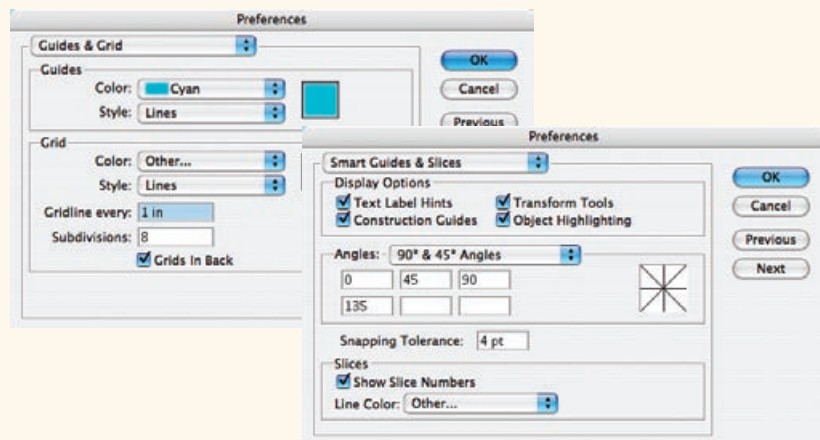 Preferences
Guides & Grid
OK
Guides
Color: Cyan
Cancel
Style: Lines
Previous
Grid
Color: Other...
Style: Lines
Gridline every: 1 in
Subdivisions: 8
Grids In Back
Preferences
Smart Guides & Slices
OK
Display Options
Text Label Hints Transform Tools
Cancel
Construction Guides Object Highlighting
Previous
Angles: 90° & 45° Angles
Next
0 45 90
135
Snapping Tolerance: 4 pt
Slices
Show Slice Numbers
Line Color: Other...